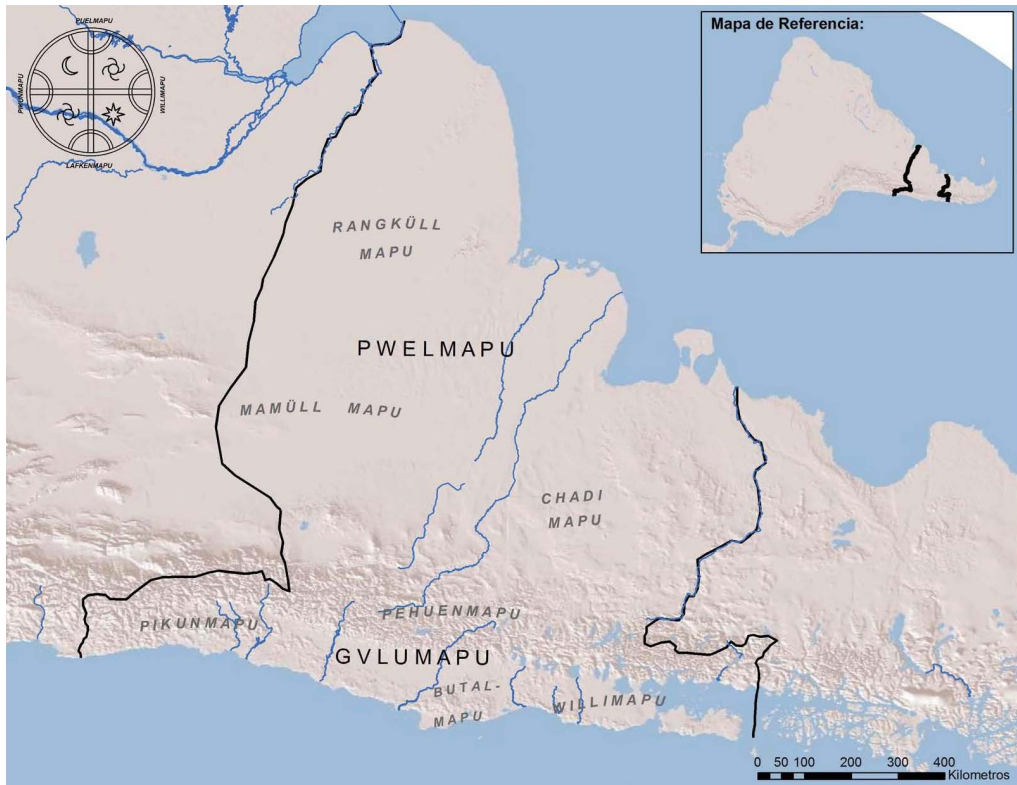 PUELMAPU
PIKUNMAPU
WILLIMAPU
LAFKENMAPU
Mapa de Referencia:
RANGKÜLL
MAPU
PWELMAPU
MAMÜLL MAPU
CHADI
MAPU
PEHUENMAPU
PIKUNMAPU
GVLUMAPU
BUTAL-
MAPU
WILLIMAPU
0 50 100 200 300 400
Kilometros